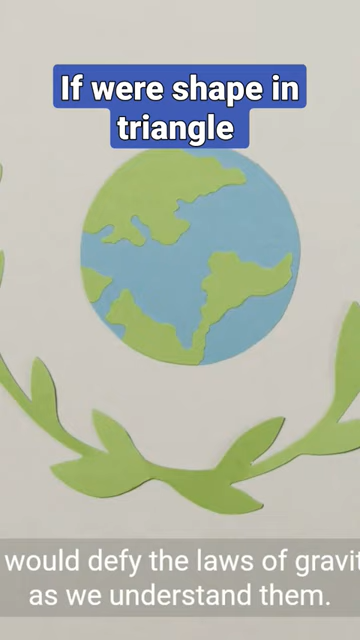 If were shape in
triangle
would defy the laws of gravit
as we understand them.